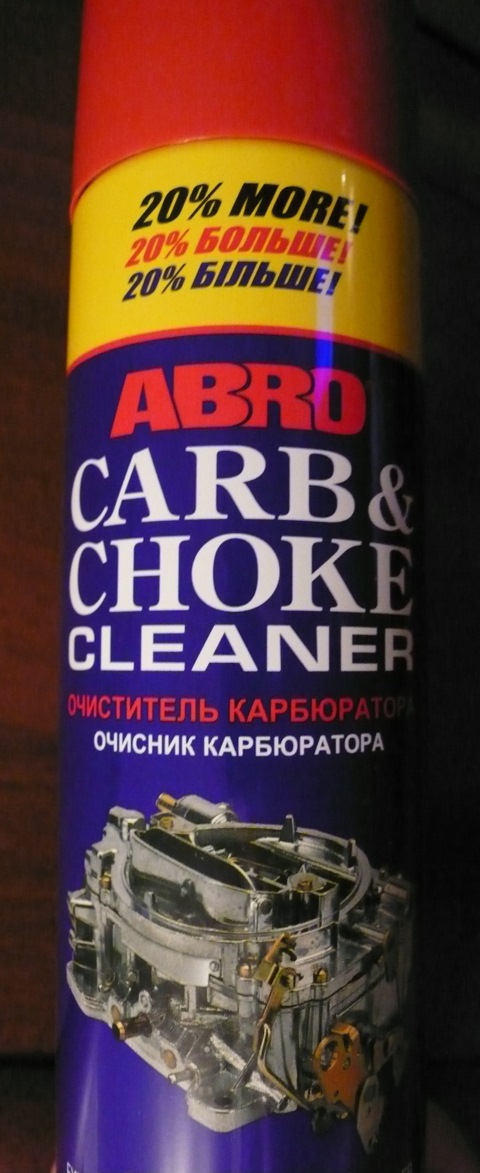 20% MORE!
20% БОЛЬШЕ!
20% БІЛЬШЕ!
ABRO
CARB &
CHOKE
CLEANER
ОЧИСТИТЕЛЬ КАРБЮРАТОРА
ОЧИСНИК КАРБЮРАТОРА